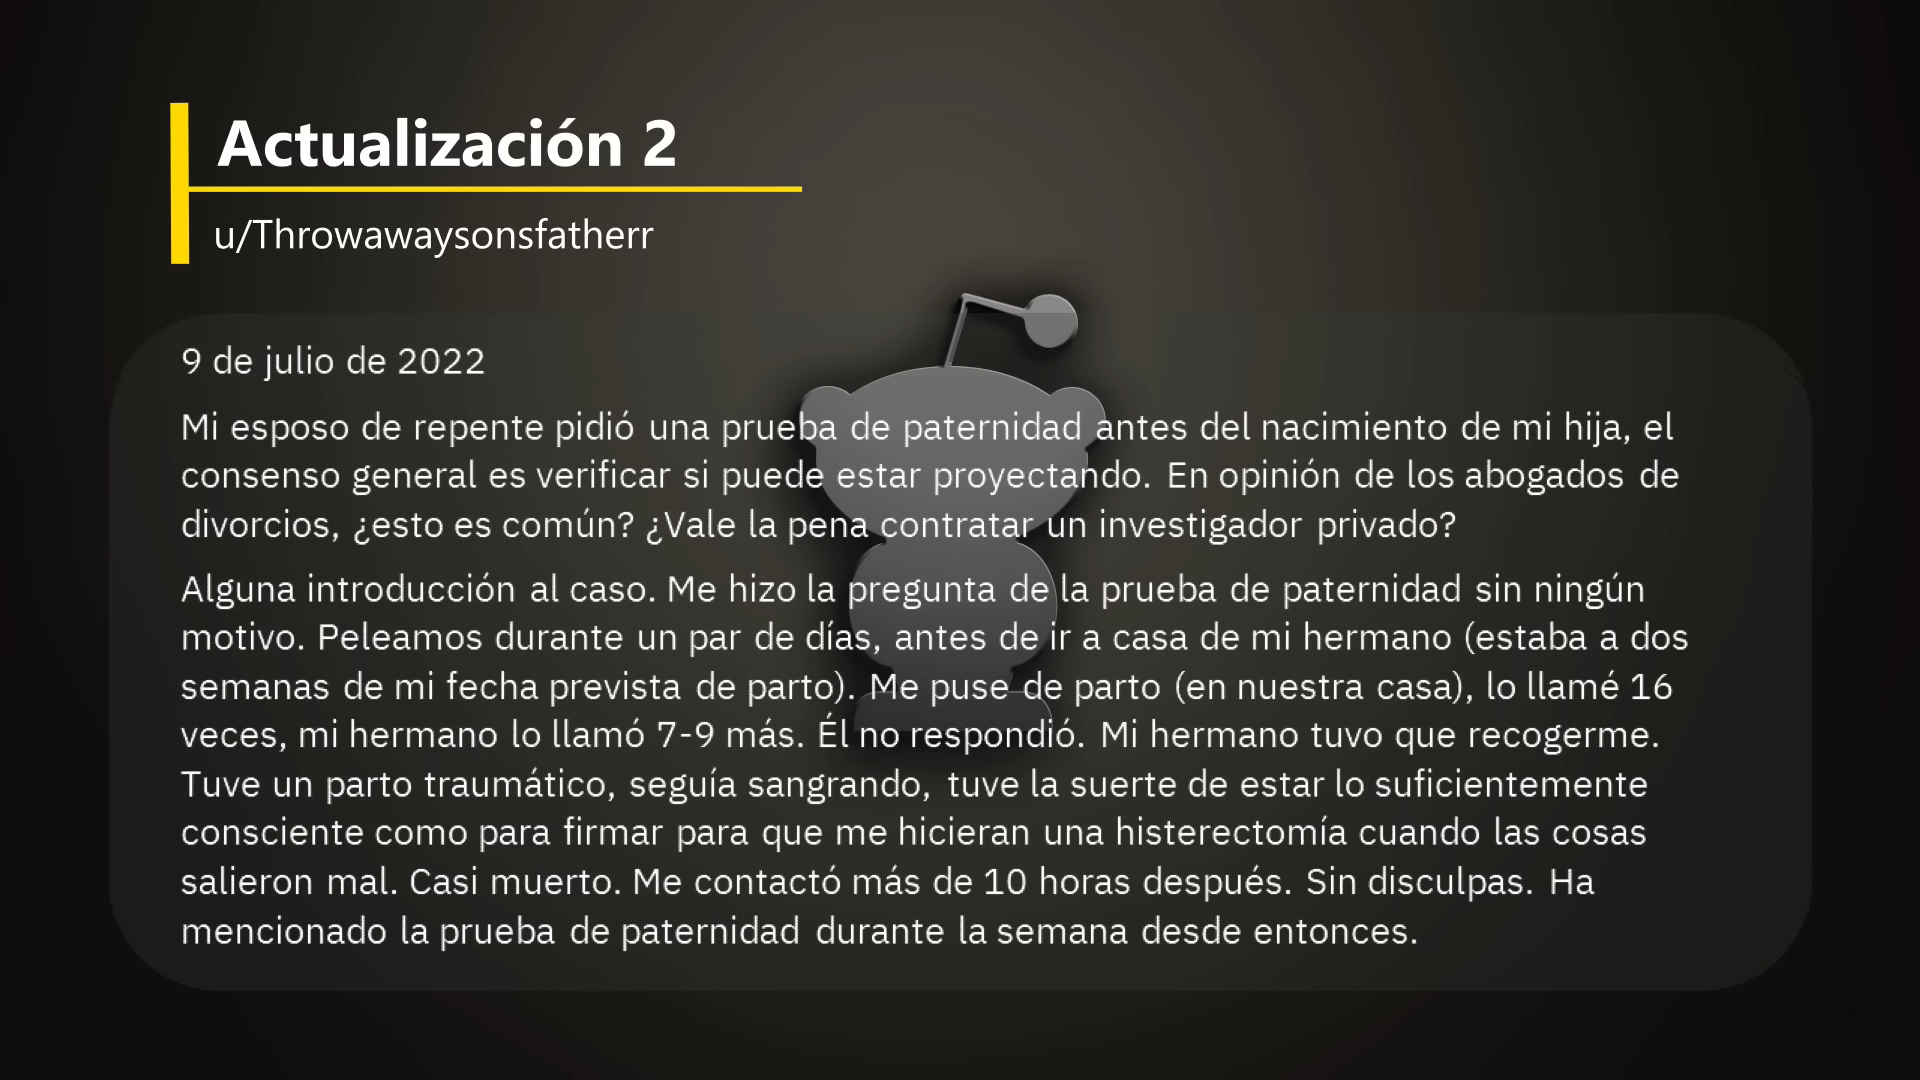 Actualización 2
u/Throwawaysonsfatherr
9 de julio de 2022
Mi esposo de repente pidió una prueba de paternidad antes del nacimiento de mi hija, el
consenso general es verificar si puede estar proyectando. En opinión de los abogados de
divorcios, ¿esto es común? ¿Vale la pena contratar un investigador privado?
Alguna introducción al caso. Me hizo la pregunta de la prueba de paternidad sin ningún
motivo. Peleamos durante un par de días, antes de ir a casa de mi hermano (estaba a dos
semanas de mi fecha prevista de parto). Me puse de parto (en nuestra casa), lo llamé 16
veces, mi hermano lo llamó 7-9 más. Él no respondió. Mi hermano tuvo que recogerme.
Tuve un parto traumático, seguía sangrando, tuve la suerte de estar lo suficientemente
consciente como para firmar para que me hicieran una histerectomía cuando las cosas
salieron mal. Casi muerto. Me contactó más de 10 horas después. Sin disculpas. Ha
mencionado la prueba de paternidad durante la semana desde entonces.